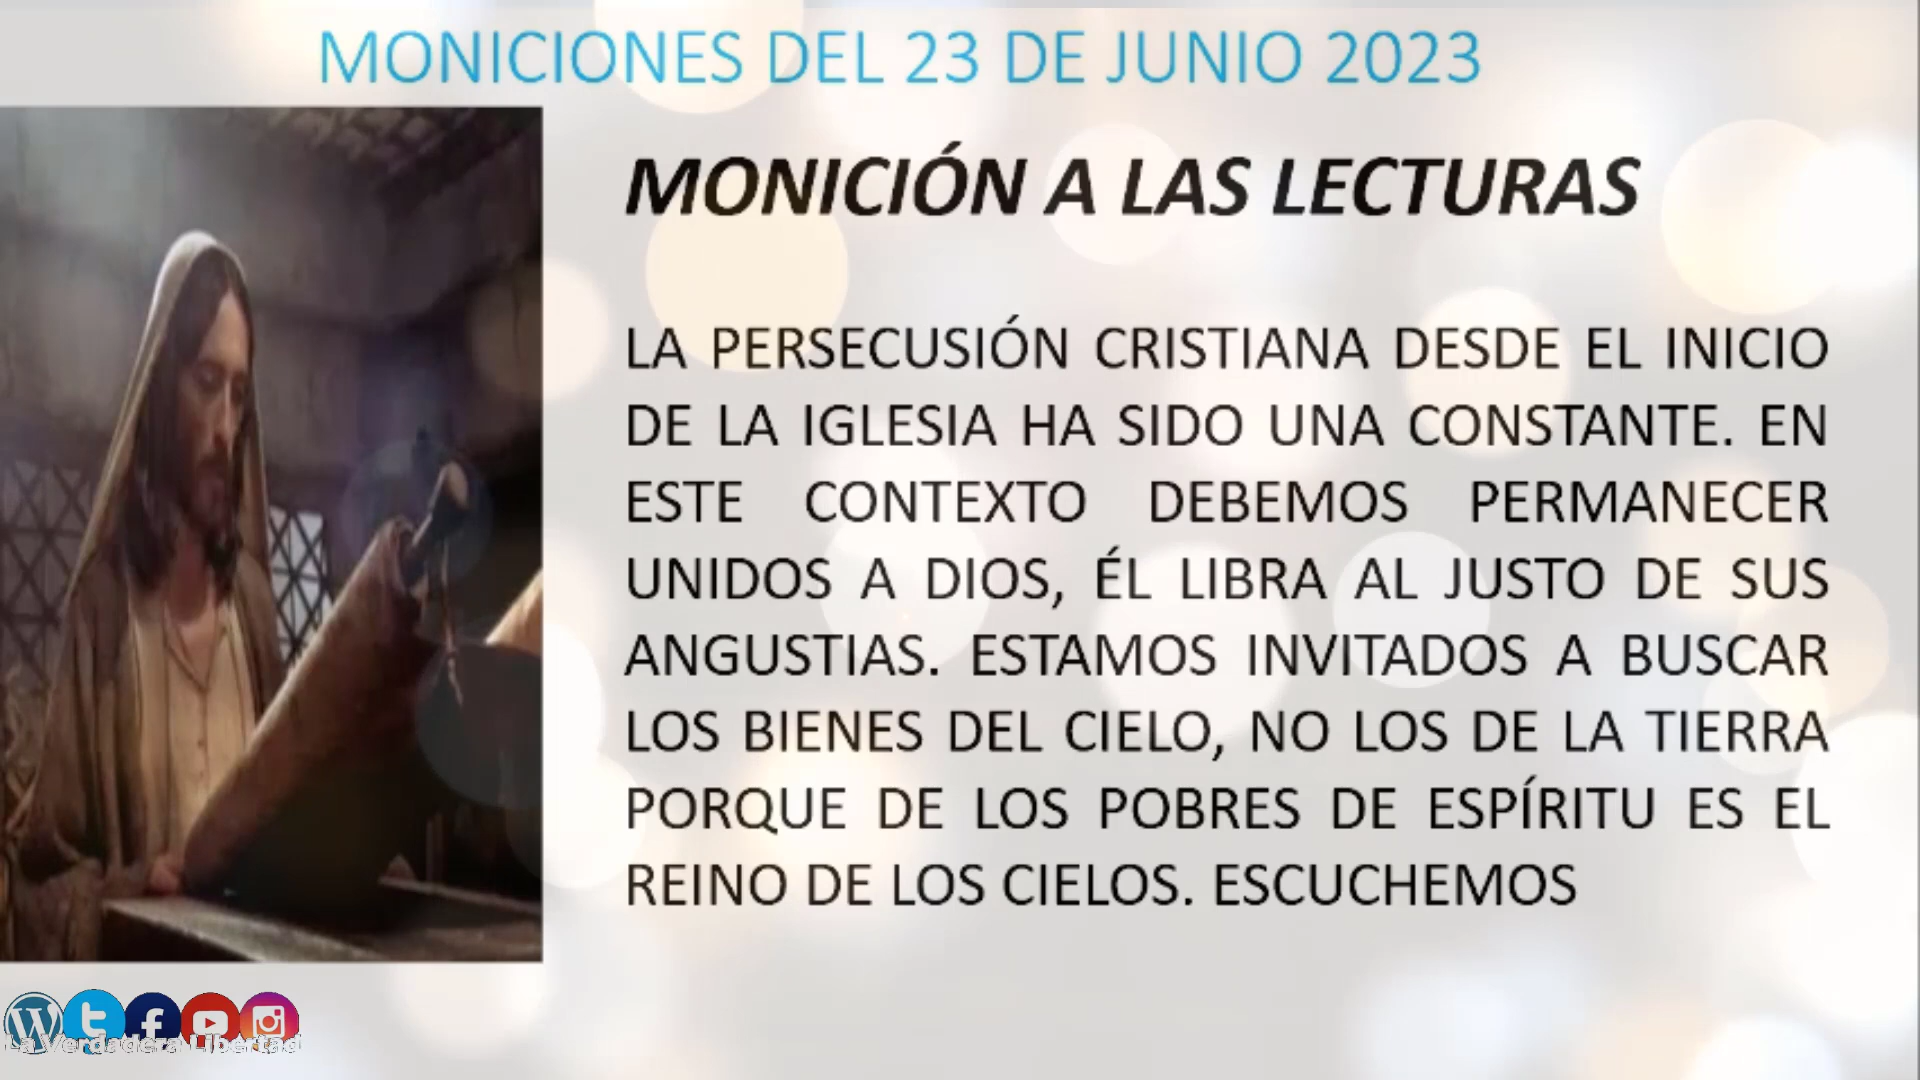 MONICIONES DEL 23 DE JUNIO 2023
MONICIÓN A LAS LECTURAS
LA PERSECUSIÓN CRISTIANA DESDE EL INICIO
DE LA IGLESIA HA SIDO UNA CONSTANTE. EN
ESTE CONTEXTO DEBEMOS PERMANECER
UNIDOS A DIOS, ÉL LIBRA AL JUSTO DE SUS
ANGUSTIAS. ESTAMOS INVITADOS A BUSCAR
LOS BIENES DEL CIELO, NO LOS DE LA TIERRA
PORQUE DE LOS POBRES DE ESPÍRITU ES EL
REINO DE LOS CIELOS. ESCUCHEMOS
La Verdadera Libertad